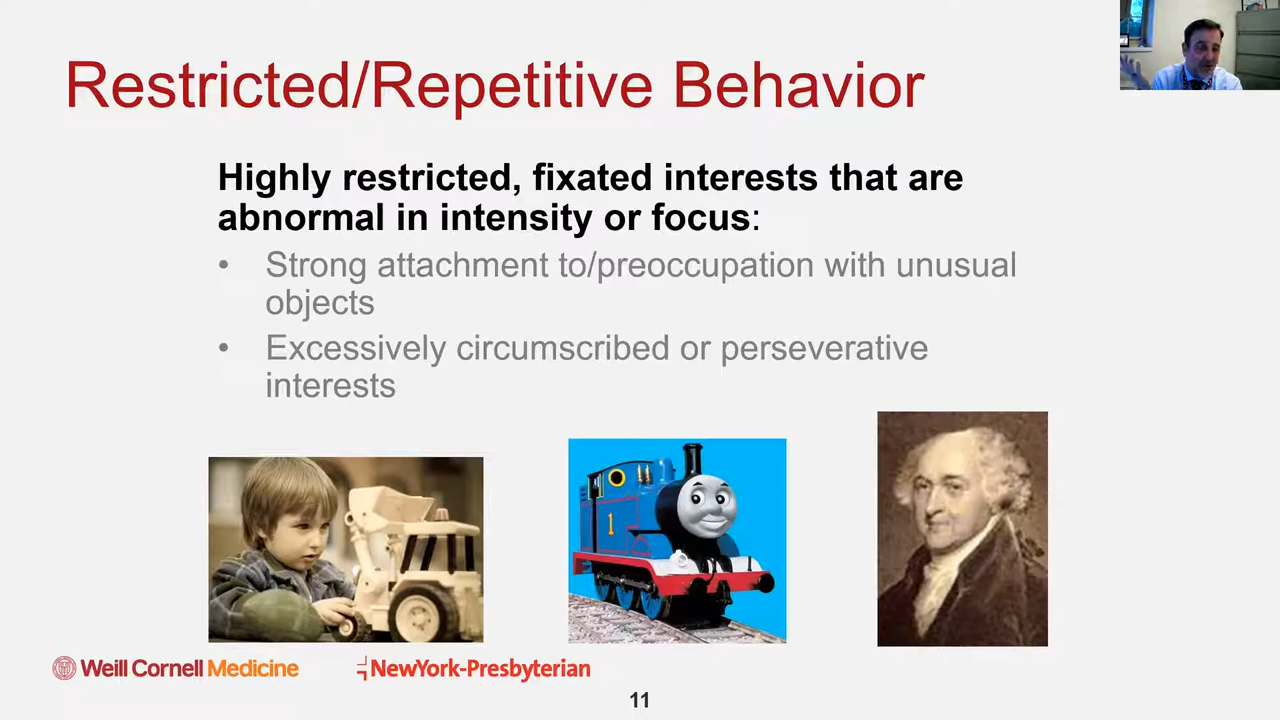 Restricted/Repetitive Behavior
Highly restricted, fixated interests that are
abnormal in intensity or focus:
• Strong attachment to/preoccupation with unusual
objects
• Excessively circumscribed or perseverative
interests
1
Weill Cornell Medicine
NewYork-Presbyterian
11